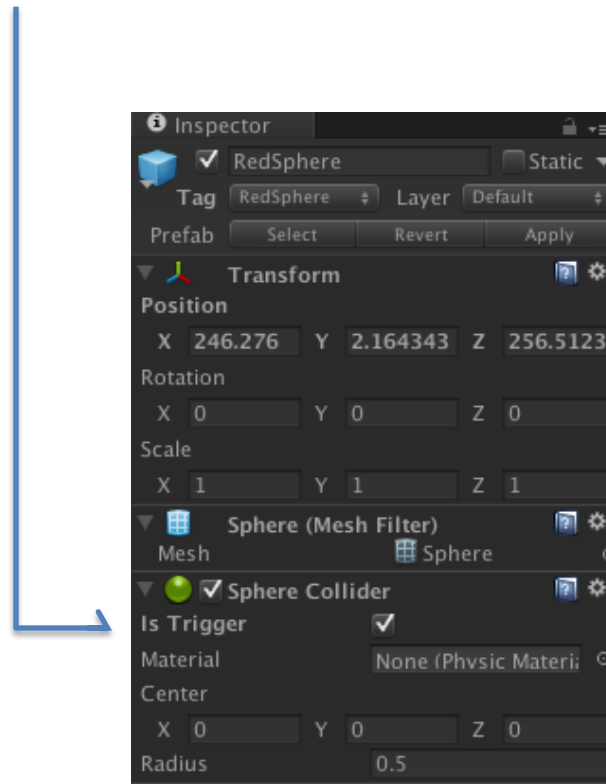 Inspector
RedSphere Static
Tag RedSphere Layer Default
Prefab Select Revert Apply
Transform
Position
X 246.276 Y 2.164343 Z 256.5123
Rotation
X 0 Y 0 Z 0
Scale
X 1 Y 1 Z 1
Sphere (Mesh Filter)
Mesh Sphere
Sphere Collider
Is Trigger
Material None (Physic Materia
Center
X 0 Y 0 Z 0
Radius 0.5